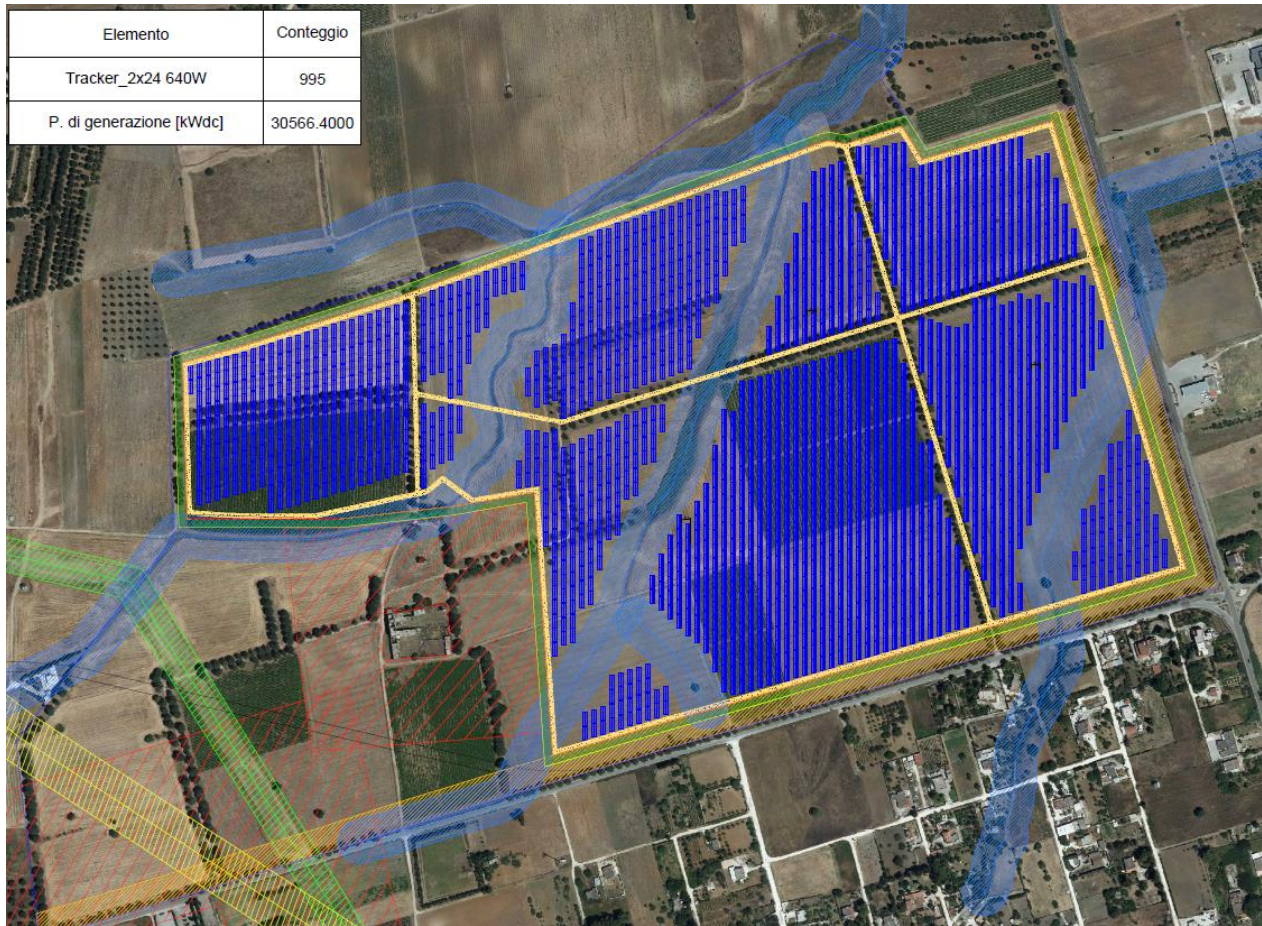 Elemento Conteggio
Tracker_2x24 640W 995
P. di generazione [kWdc] 30566.4000